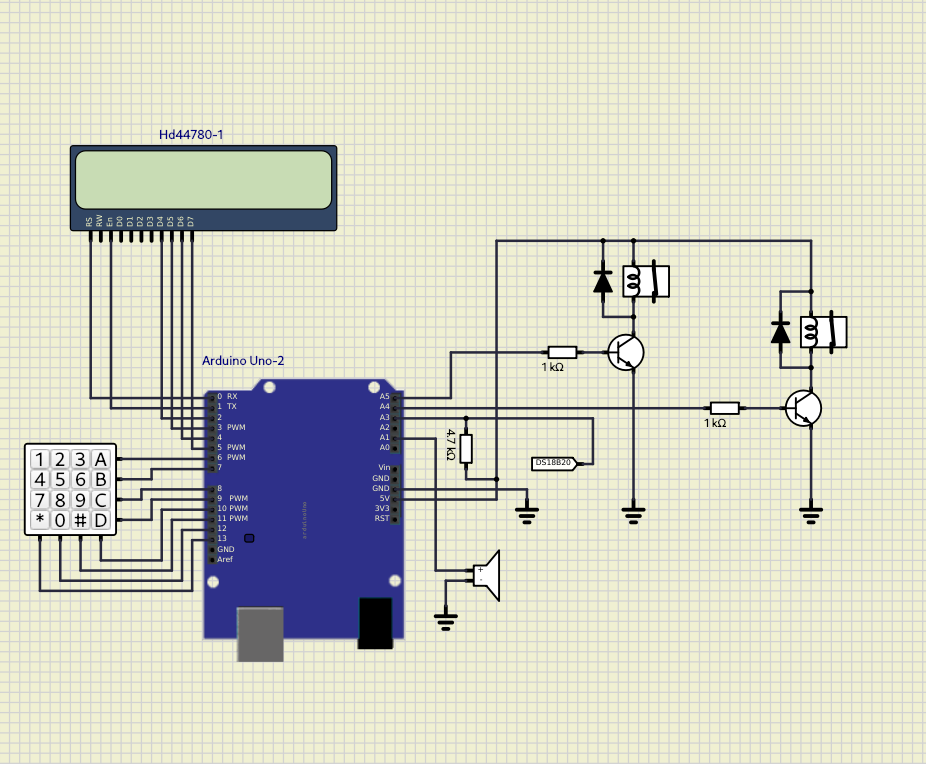 Hd44780-1
RS RW En D0 D1 D2 D3 D4 D5 D6 D7
Arduino Uno-2
0 RX
1 TX
2
3 PWM
4
5 PWM
6 PWM
7
8
9 PWM
10 PWM
11 PWM
12
13
GND
Aref
A5
A4
A3
A2
A1
A0
Vin
GND
GND
5V
3V3
RST
1 2 3 A
4 5 6 B
7 8 9 C
* 0 # D
4.7 kΩ
DS18B20
1 kΩ
1 kΩ
+
-